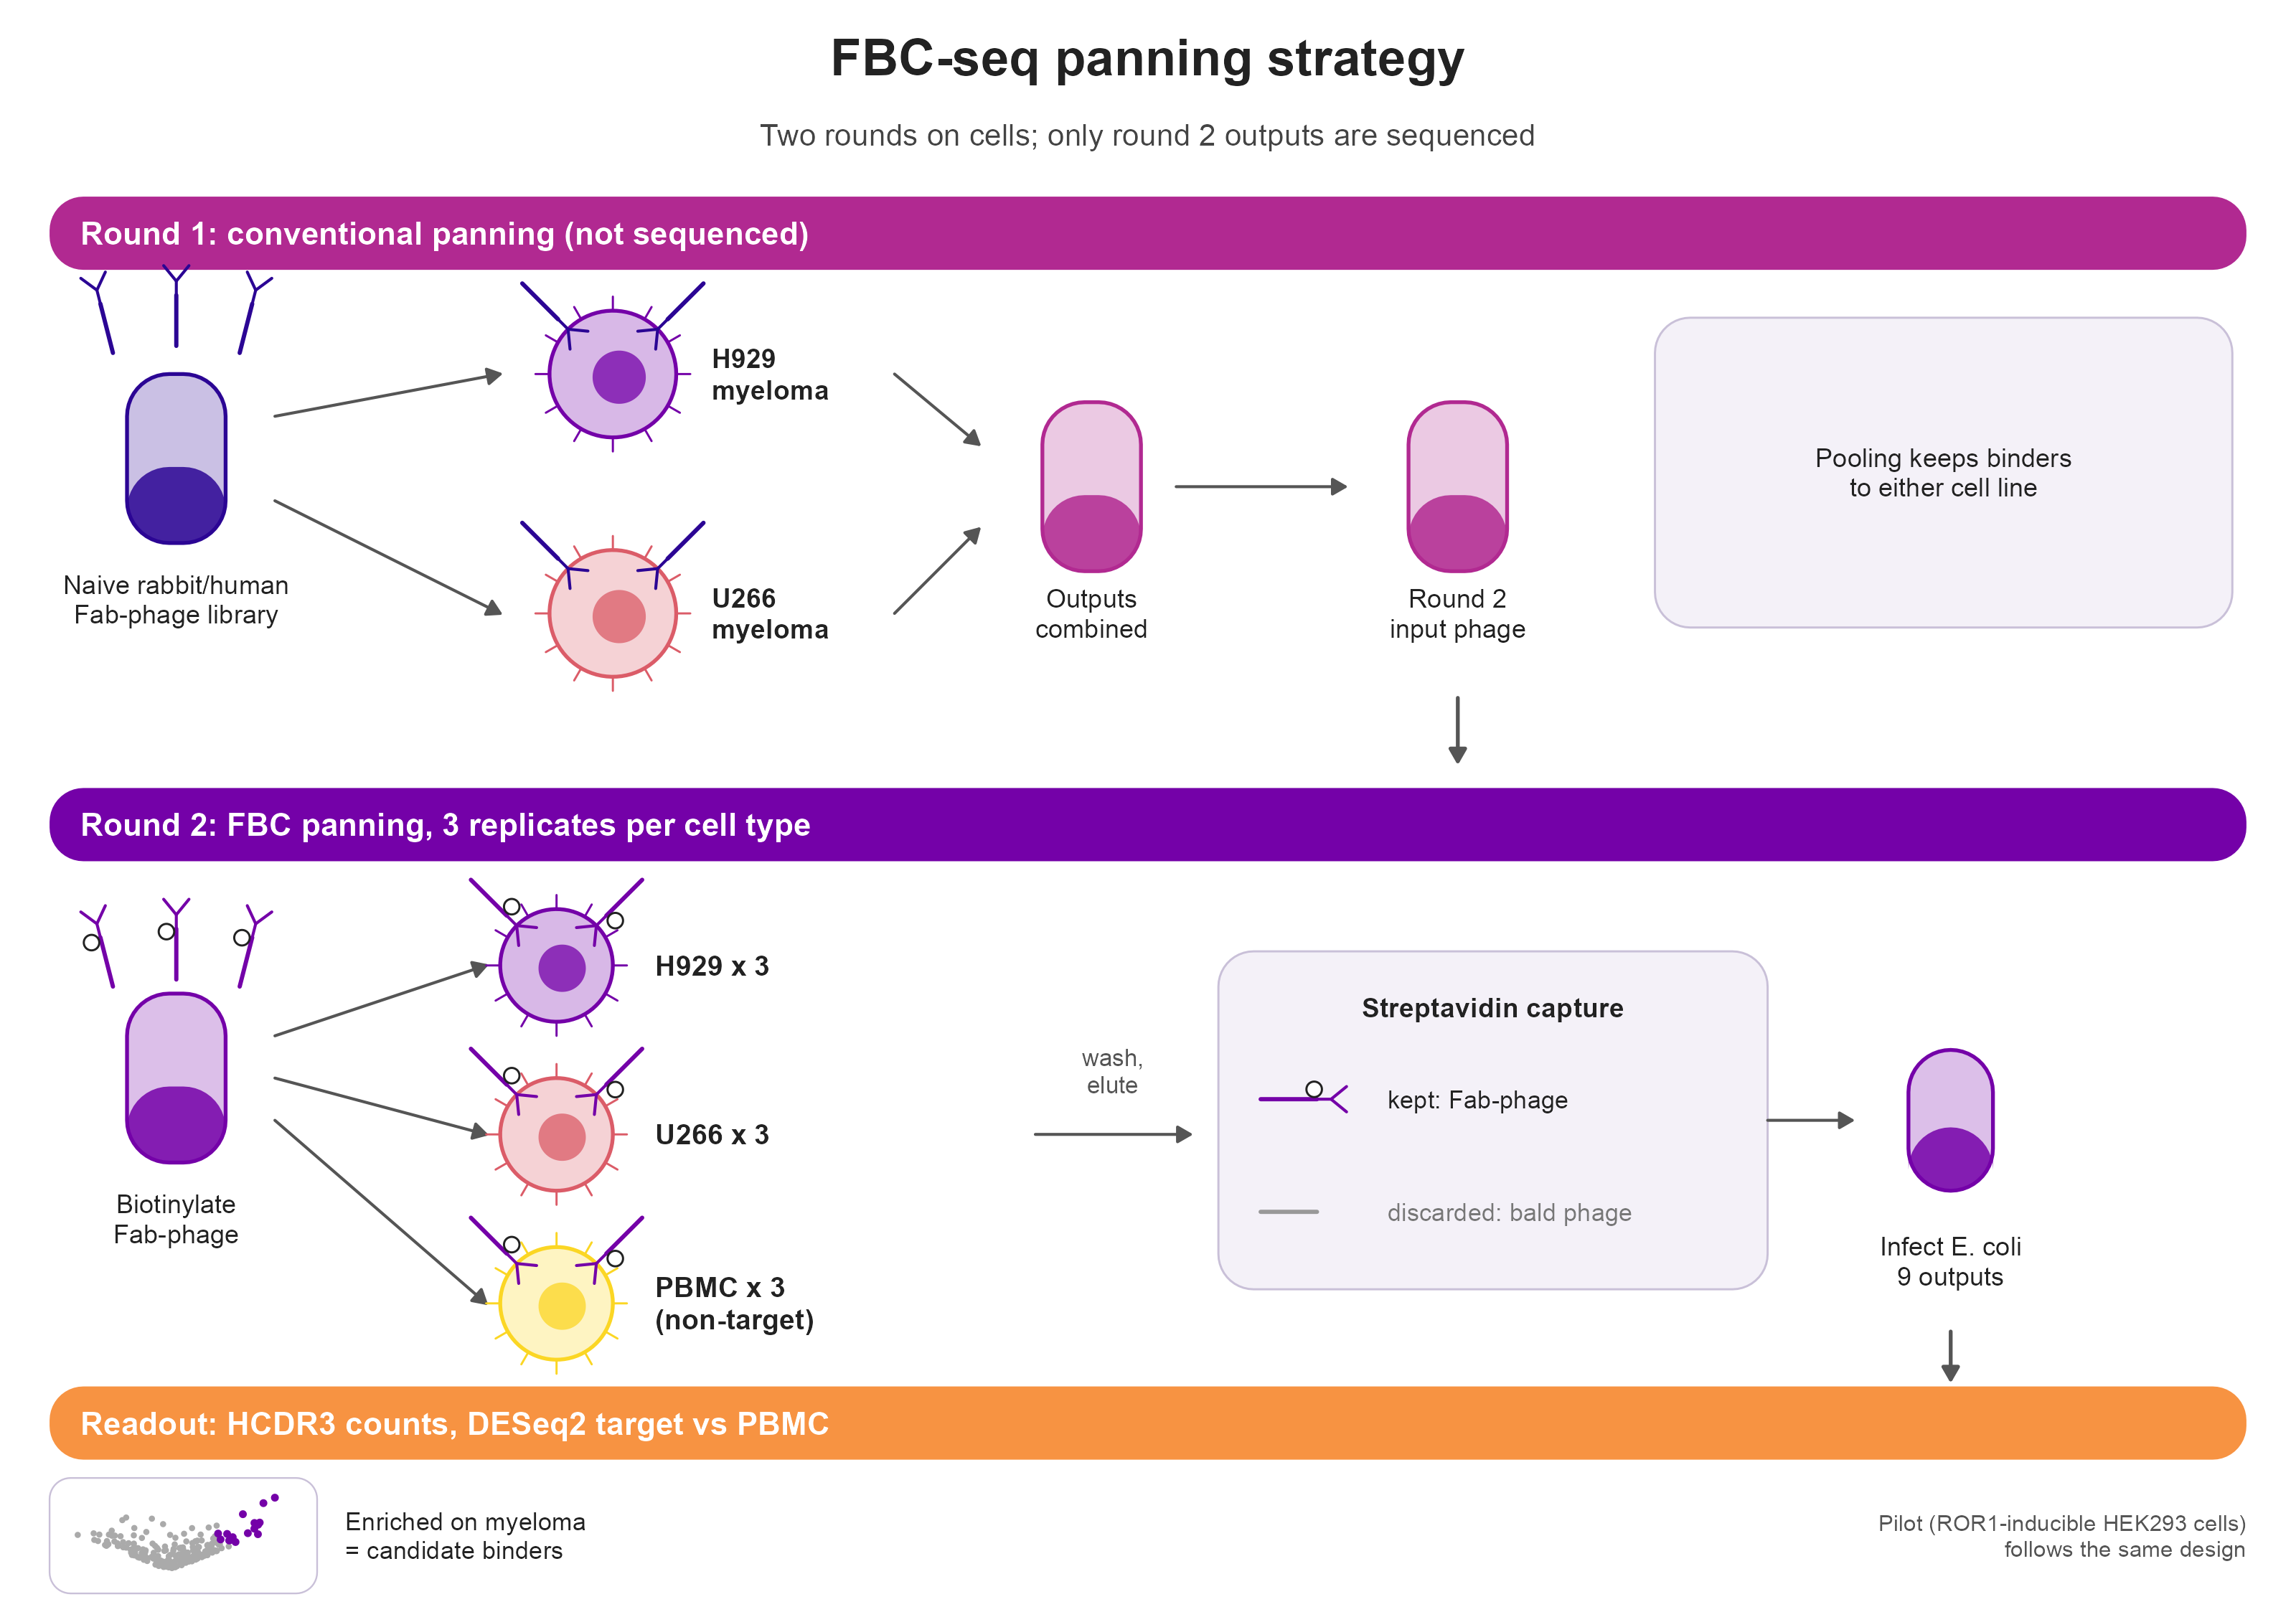 FBC-seq panning strategy
Two rounds on cells; only round 2 outputs are sequenced
Round 1: conventional panning (not sequenced)
Naive rabbit/human
Fab-phage library
H929
myeloma
U266
myeloma
Outputs
combined
Round 2
input phage
Pooling keeps binders
to either cell line
Round 2: FBC panning, 3 replicates per cell type
Biotinylate
Fab-phage
H929 x 3
U266 x 3
PBMC x 3
(non-target)
wash,
elute
Streptavidin capture
kept: Fab-phage
discarded: bald phage
Infect E. coli
9 outputs
Readout: HCDR3 counts, DESeq2 target vs PBMC
Enriched on myeloma
= candidate binders
Pilot (ROR1-inducible HEK293 cells)
follows the same design